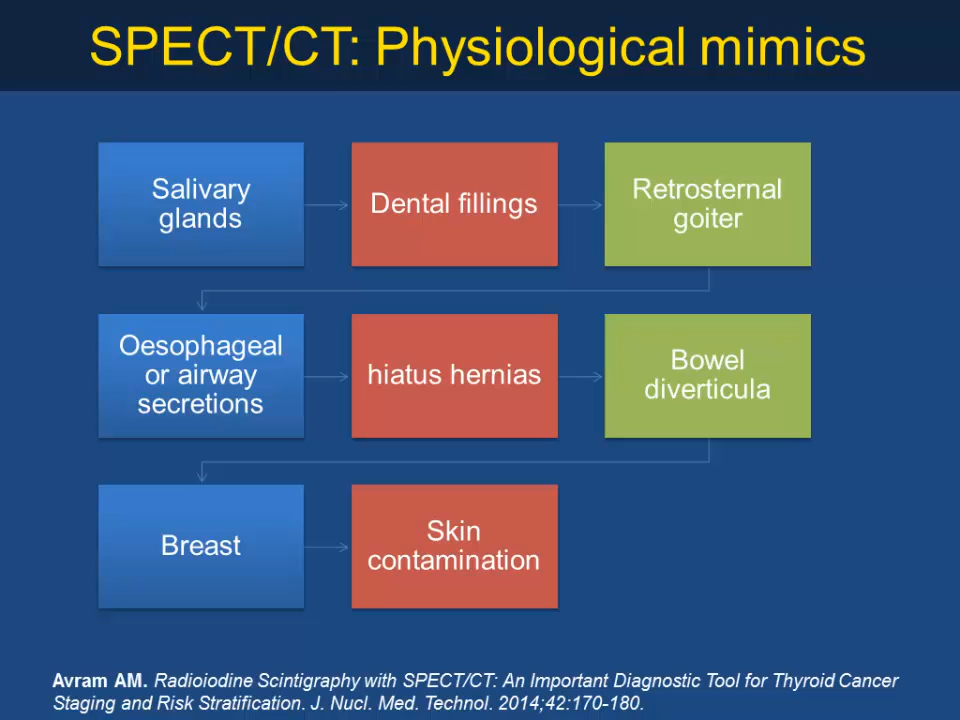 SPECT/CT: Physiological mimics
Salivary
glands
Dental fillings
Retrosternal
goiter
Oesophageal
or airway
secretions
hiatus hernias
Bowel
diverticula
Breast
Skin
contamination
Avram AM. Radioiodine Scintigraphy with SPECT/CT: An Important Diagnostic Tool for Thyroid Cancer
Staging and Risk Stratification. J. Nucl. Med. Technol. 2014;42:170-180.